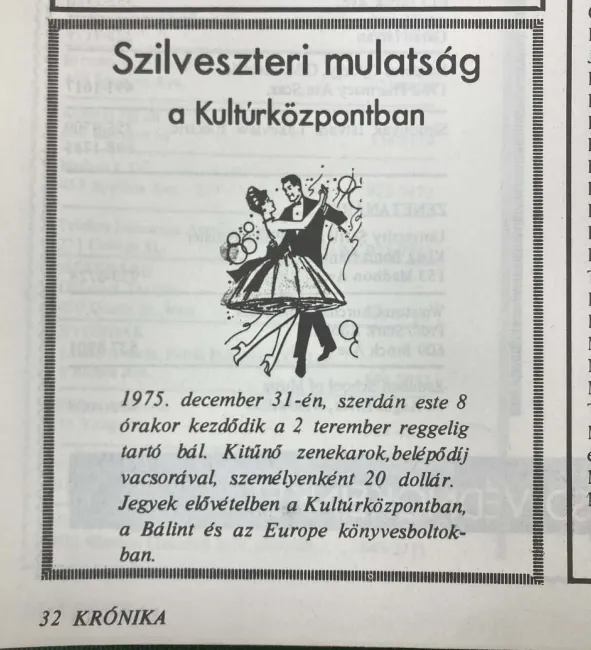 Szilveszteri mulatság
a Kultúrközpontban
1975. december 31-én, szerdán este 8
órakor kezdődik a 2 terember reggelig
tartó bál. Kitűnő zenekarok, belépődíj
vacsorával, személyenként 20 dollár.
Jegyek elővételben a Kultúrközpontban,
a Bálint és az Europe könyvesboltok-
ban.
32 KRÓNIKA